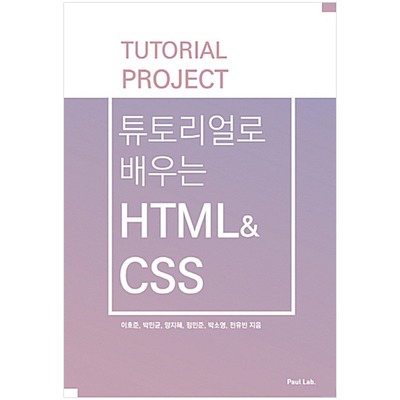 TUTORIAL
PROJECT
튜토리얼로
배우는
HTML&
CSS
이호준, 박민균, 양지혜, 정민준, 박소영, 전유빈 지음
Paul Lab.